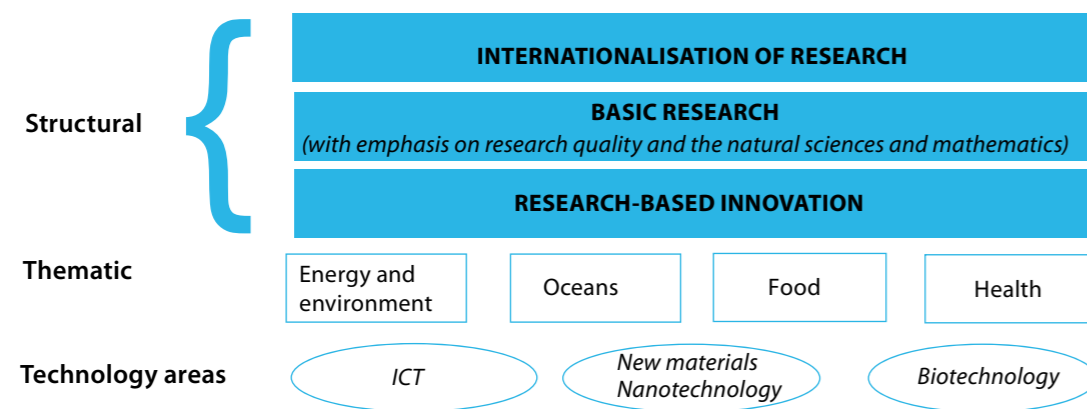 Structural
INTERNATIONALISATION OF RESEARCH
BASIC RESEARCH
(with emphasis on research quality and the natural sciences and mathematics)
RESEARCH-BASED INNOVATION
Thematic
Energy and
environment
Oceans
Food
Health
Technology areas
ICT
New materials
Nanotechnology
Biotechnology